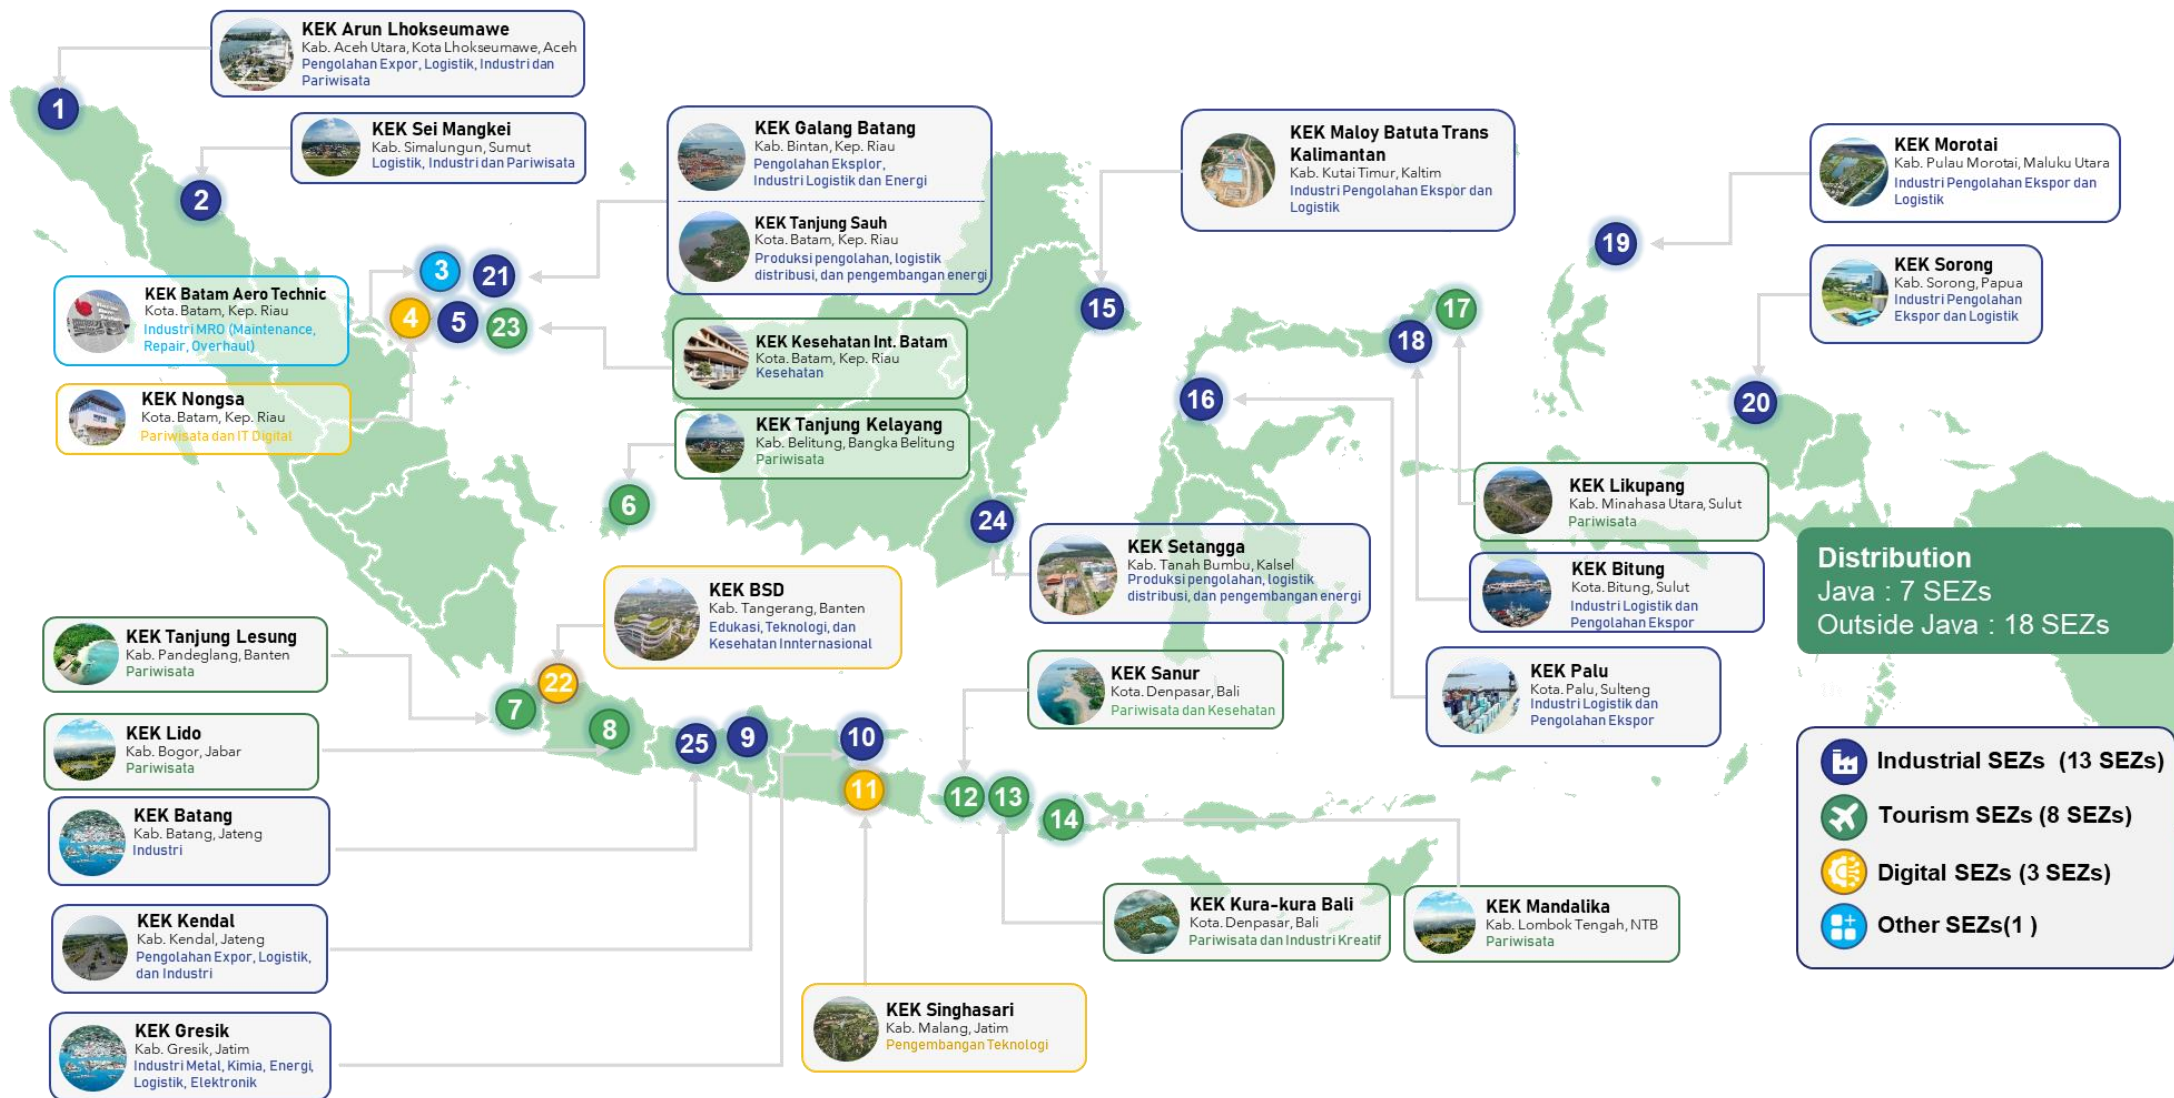 KEK Arun Lhokseumawe
Kab. Aceh Utara, Kota Lhokseumawe, Aceh
Pengolahan Expor, Logistik, Industri dan
Pariwisata
1
KEK Sei Mangkei
Kab. Simalungun, Sumut
Logistik, Industri dan Pariwisata
2
KEK Galang Batang
Kab. Bintan, Kep. Riau
Pengolahan Eksplor,
Industri Logistik dan Energi
KEK Tanjung Sauh
Kota. Batam, Kep. Riau
Produksi pengolahan, logistik
distribusi, dan pengembangan energi
KEK Maloy Batuta Trans
Kalimantan
Kab. Kutai Timur, Kaltim
Industri Pengolahan Ekspor dan
Logistik
KEK Morotai
Kab. Pulau Morotai, Maluku Utara
Industri Pengolahan Ekspor dan
Logistik
19
KEK Sorong
Kab. Sorong, Papua
Industri Pengolahan
Ekspor dan Logistik
3
21
4
5
23
15
17
18
16
20
KEK Batam Aero Technic
Kota. Batam, Kep. Riau
Industri MRO (Maintenance,
Repair, Overhaul)
KEK Nongsa
Kota. Batam, Kep. Riau
Pariwisata dan IT Digital
KEK Kesehatan Int. Batam
Kota. Batam, Kep. Riau
Kesehatan
KEK Tanjung Kelayang
Kab. Belitung, Bangka Belitung
Pariwisata
6
24
KEK Likupang
Kab. Minahasa Utara, Sulut
Pariwisata
KEK Setangga
Kab. Tanah Bumbu, Kalsel
Produksi pengolahan, logistik
distribusi, dan pengembangan energi
KEK Bitung
Kota. Bitung, Sulut
Industri Logistik dan
Pengolahan Ekspor
Distribution
Java : 7 SEZs
Outside Java : 18 SEZs
KEK BSD
Kab. Tangerang, Banten
Edukasi, Teknologi, dan
Kesehatan Innternasional
KEK Tanjung Lesung
Kab. Pandeglang, Banten
Pariwisata
KEK Sanur
Kota. Denpasar, Bali
Pariwisata dan Kesehatan
KEK Palu
Kota. Palu, Sulteng
Industri Logistik dan
Pengolahan Ekspor
22
7
8
25
9
10
11
12
13
14
KEK Lido
Kab. Bogor, Jabar
Pariwisata
KEK Batang
Kab. Batang, Jateng
Industri
KEK Kendal
Kab. Kendal, Jateng
Pengolahan Expor, Logistik,
dan Industri
KEK Gresik
Kab. Gresik, Jatim
Industri Metal, Kimia, Energi,
Logistik, Elektronik
KEK Singhasari
Kab. Malang, Jatim
Pengembangan Teknologi
KEK Kura-kura Bali
Kota. Denpasar, Bali
Pariwisata dan Industri Kreatif
KEK Mandalika
Kab. Lombok Tengah, NTB
Pariwisata
Industrial SEZs (13 SEZs)
Tourism SEZs (8 SEZs)
Digital SEZs (3 SEZs)
Other SEZs(1 )